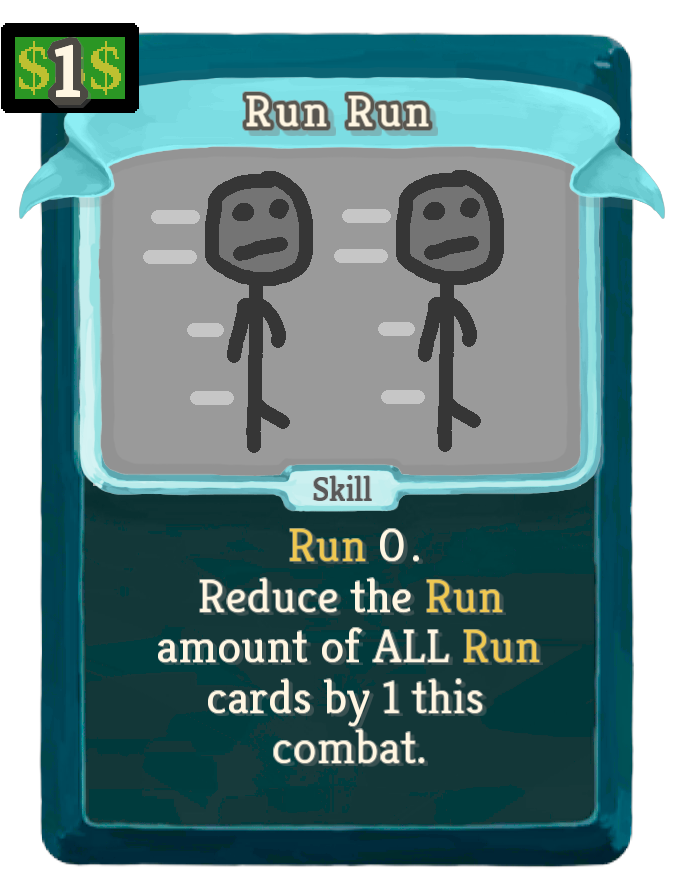 $1$
Run Run
Skill
Run 0.
Reduce the Run
amount of ALL Run
cards by 1 this
combat.